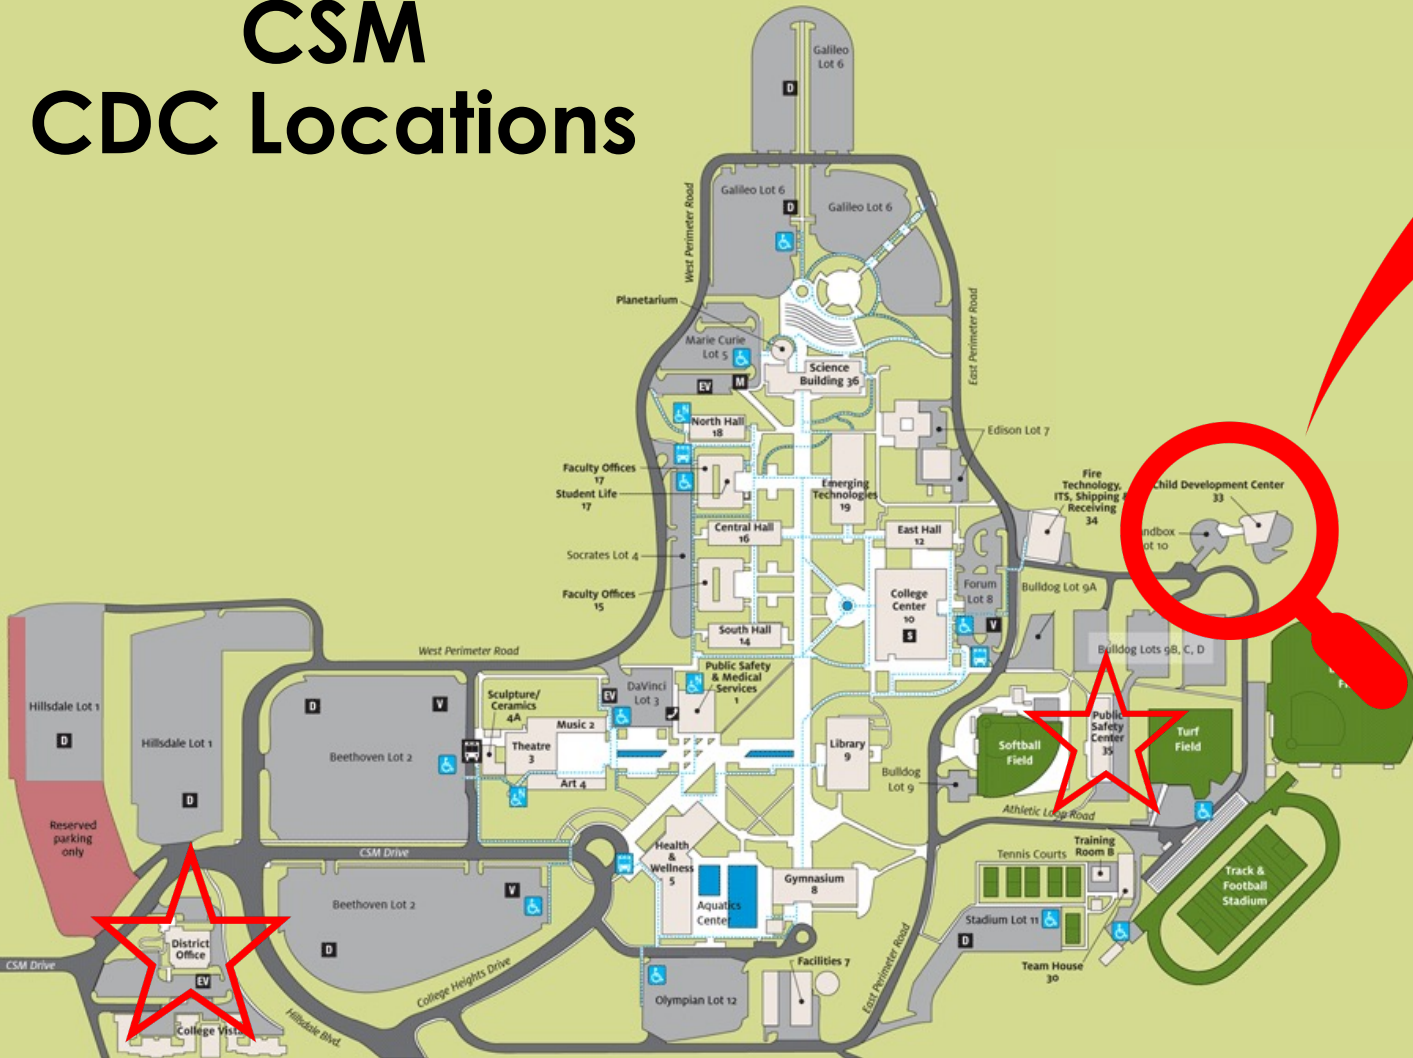 CSM
CDC Locations
Galileo
Lot 6
D
Galileo Lot 6
D
Galileo Lot 6
West Perimeter Road
East Perimeter Road
Planetarium
Marie Curie
Lot 5
EV
M
Science
Building 36
N
North Hall
18
Edison Lot 7
Faculty Offices
17
Student Life
17
Emerging
Technologies
19
Fire
Technology,
ITS, Shipping &
Receiving
34
Child Development Center
33
Central Hall
16
East Hall
12
Socrates Lot 4
Faculty Offices
15
College
Center
10
S
Forum
Lot 8
V
Bulldog Lot 9A
South Hall
14
Bulldog Lots 9B, C, D
West Perimeter Road
Public Safety
& Medical
Services
1
N
DaVinci
Lot 3
EV
Sculpture/
Ceramics
4A
Music 2
Theatre
3
Art 4
N
Library
9
Softball
Field
Public
Safety
Center
35
Turf
Field
Bulldog
Lot 9
Athletic Loop Road
Hillsdale Lot 1
D
Hillsdale Lot 1
D
D
V
Beethoven Lot 2
Reserved
parking
only
CSM Drive
Health
&
Wellness
5
Aquatics
Center
Gymnasium
8
Tennis Courts
Training
Room B
Track &
Football
Stadium
Beethoven Lot 2
V
D
Stadium Lot 11
D
Team House
30
District
Office
EV
CSM Drive
College Vista
Hillsdale Blvd.
College Heights Drive
Olympian Lot 12
Facilities 7
East Perimeter Road